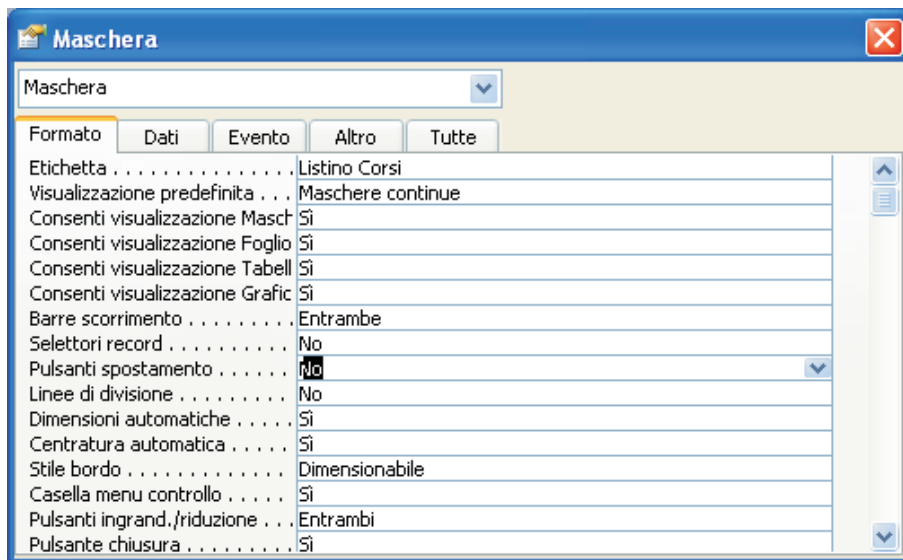 Maschera
Maschera
Formato Dati Evento Altro Tutte
Etichetta . . . . . . . . . . . . . . . . Listino Corsi
Visualizzazione predefinita . . . Maschere continue
Consenti visualizzazione Masch Sì
Consenti visualizzazione Foglio Sì
Consenti visualizzazione Tabell Sì
Consenti visualizzazione Grafic Sì
Barre scorrimento . . . . . . . . . Entrambe
Selettori record . . . . . . . . . . No
Pulsanti spostamento . . . . . . No
Linee di divisione . . . . . . . . . No
Dimensioni automatiche . . . . . Sì
Centratura automatica . . . . . Sì
Stile bordo . . . . . . . . . . . . . Dimensionabile
Casella menu controllo . . . . . Sì
Pulsanti ingrand./riduzione . . . Entrambi
Pulsante chiusura . . . . . . . . . Sì